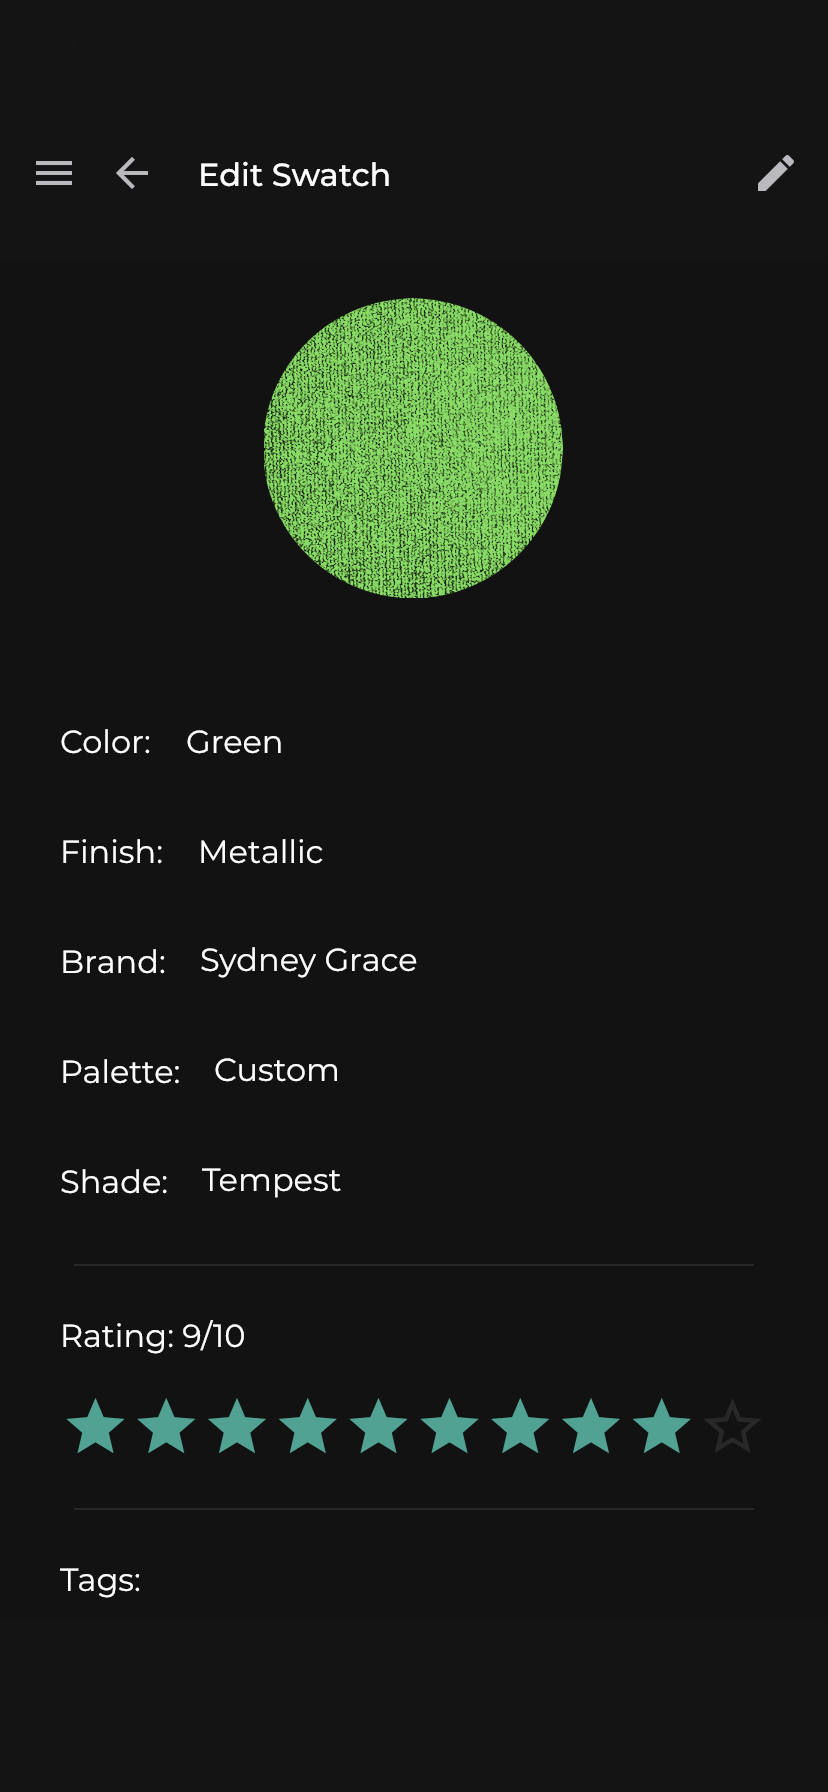 Edit Swatch
Color: Green
Finish: Metallic
Brand: Sydney Grace
Palette: Custom
Shade: Tempest
Rating: 9/10
Tags: